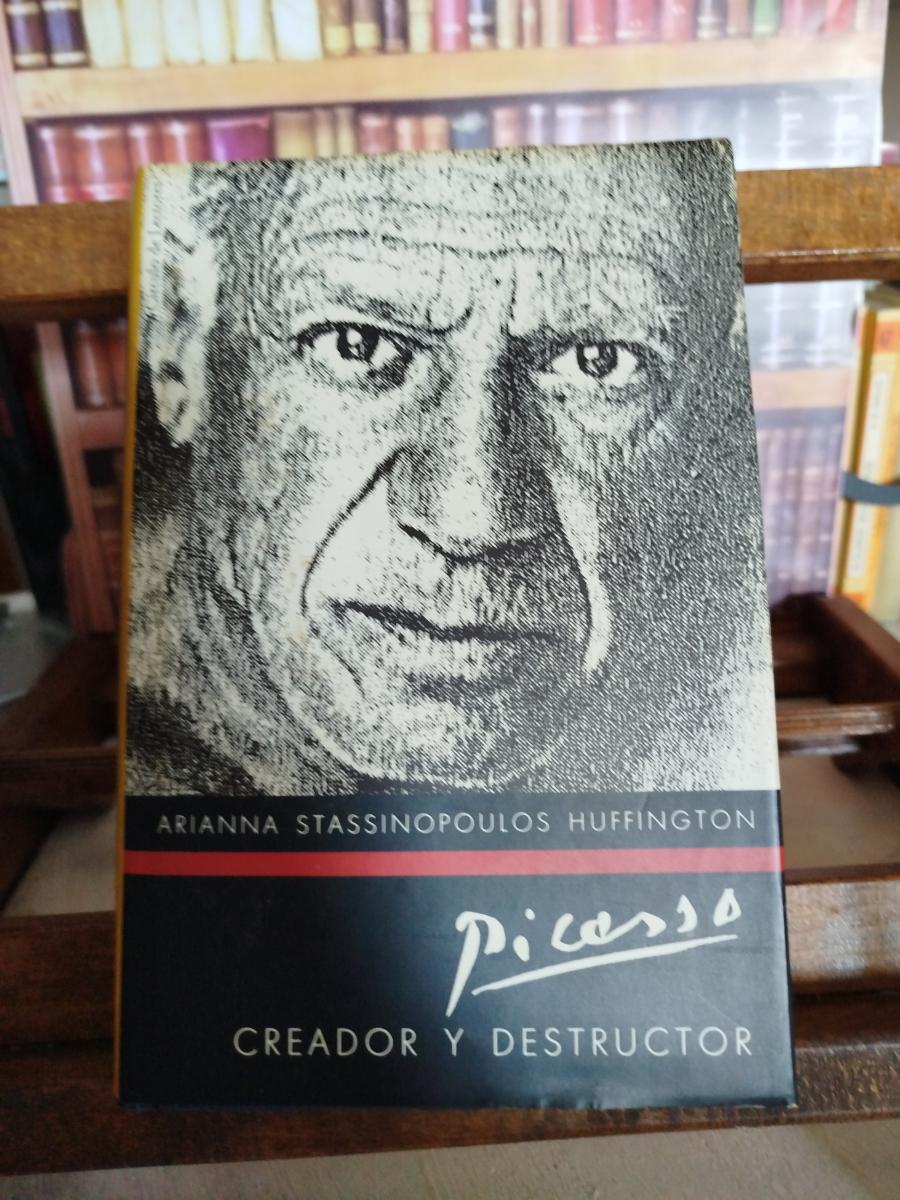 ARIANNA STASSINOPOULOS HUFFINGTON
Picasso
CREADOR Y DESTRUCTOR